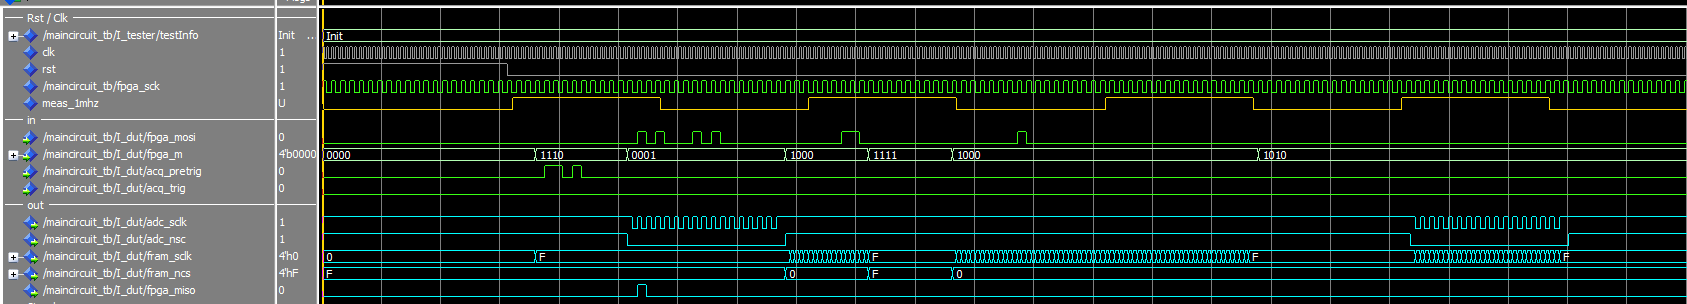 Rst / Clk
/maincircuit_tb/I_tester/testInfo Init .. Init
clk 1
rst 1
/maincircuit_tb/fpga_sck 1
meas_1mhz U
in
/maincircuit_tb/I_dut/fpga_mosi 0
/maincircuit_tb/I_dut/fpga_m 4'b0000 0000 1110 0001 1000 1111 1000 1010
/maincircuit_tb/I_dut/acq_pretrig 0
/maincircuit_tb/I_dut/acq_trig 0
out
/maincircuit_tb/I_dut/adc_sclk 1
/maincircuit_tb/I_dut/adc_nsc 1
/maincircuit_tb/I_dut/fram_sclk 4'h0 0 F F F F
/maincircuit_tb/I_dut/fram_ncs 4'hF F 0 F 0
/maincircuit_tb/I_dut/fpga_miso 0